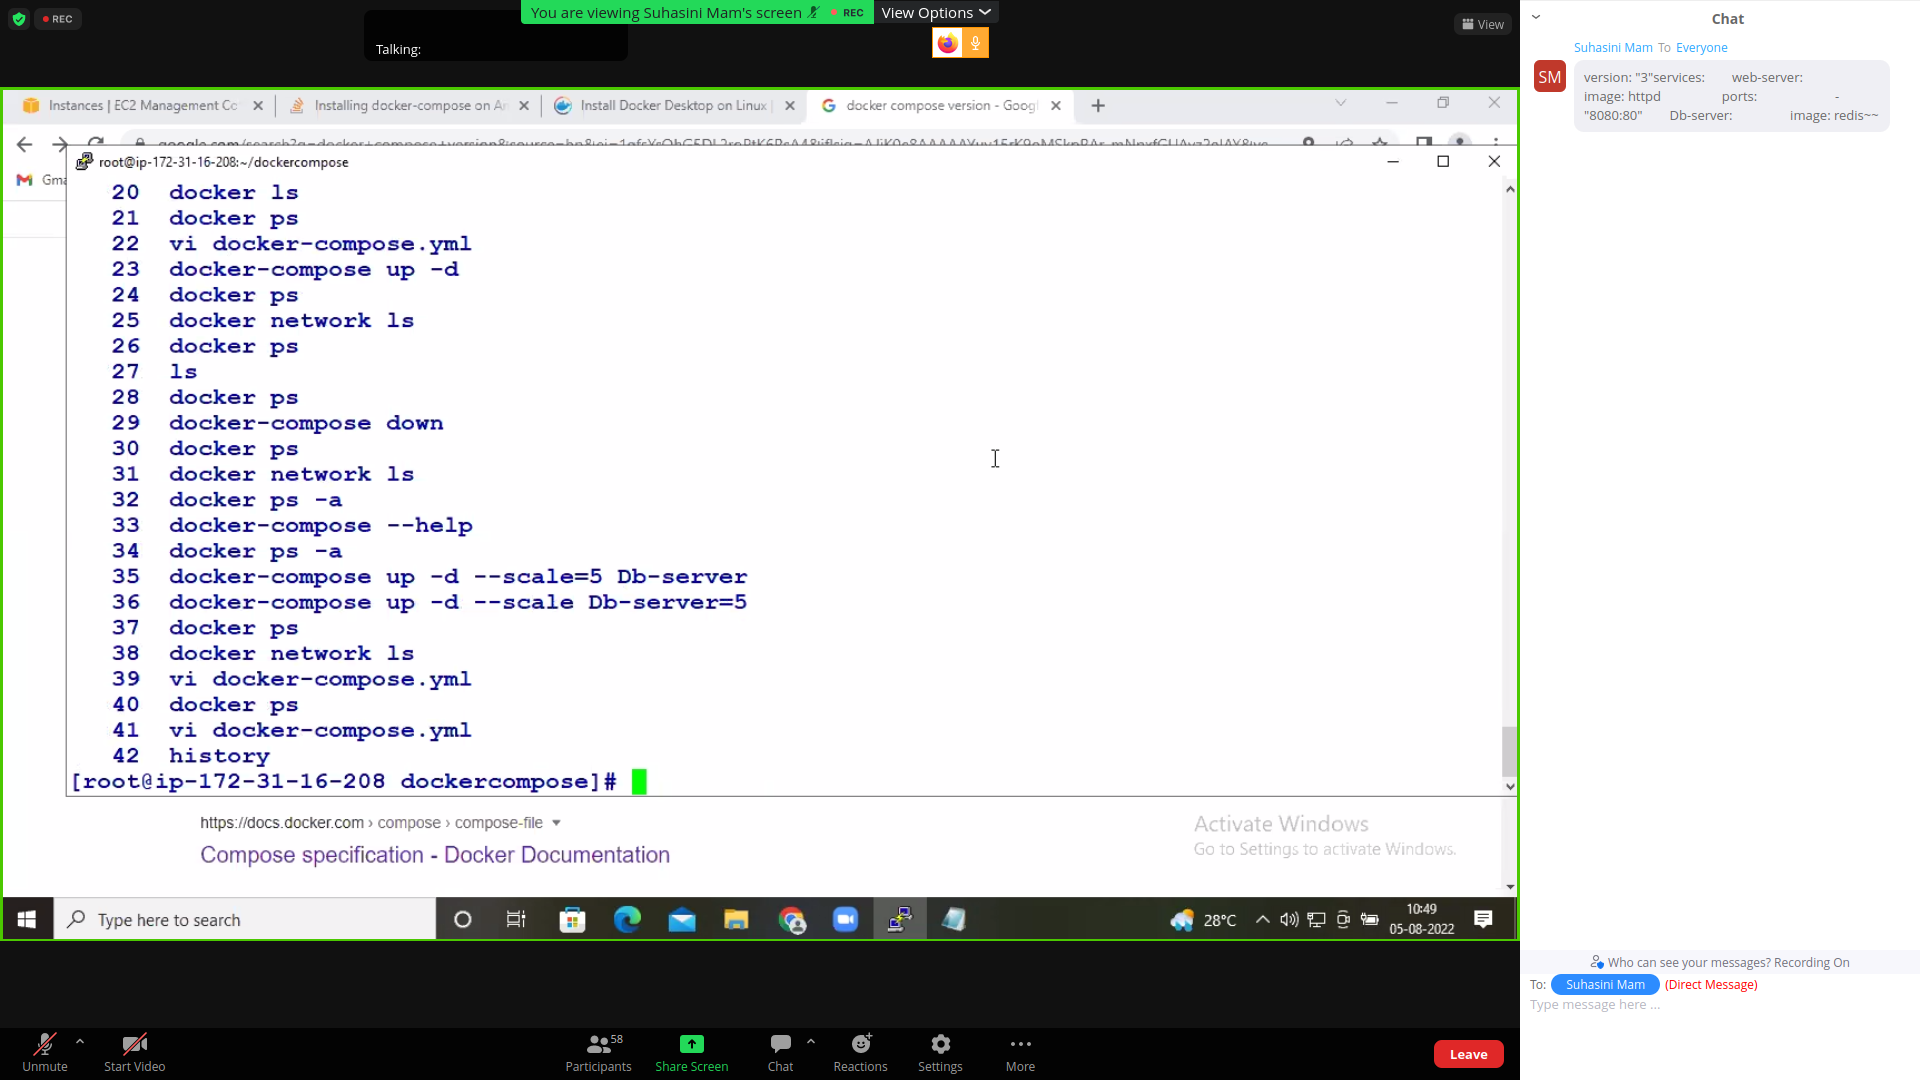 REC
You are viewing Suhasini Mam's screen
REC
View Options
Talking:
View
Instances | EC2 Management Co
Installing docker-compose on An
Install Docker Desktop on Linux |
docker compose version - Googl
Gma
root@ip-172-31-16-208:~/dockercompose
20 docker ls
21 docker ps
22 vi docker-compose.yml
23 docker-compose up -d
24 docker ps
25 docker network ls
26 docker ps
27 ls
28 docker ps
29 docker-compose down
30 docker ps
31 docker network ls
32 docker ps -a
33 docker-compose --help
34 docker ps -a
35 docker-compose up -d --scale=5 Db-server
36 docker-compose up -d --scale Db-server=5
37 docker ps
38 docker network ls
39 vi docker-compose.yml
40 docker ps
41 vi docker-compose.yml
42 history
[root@ip-172-31-16-208 dockercompose]#
https://docs.docker.com › compose › compose-file
Compose specification - Docker Documentation
Activate Windows
Go to Settings to activate Windows.
Type here to search
28°C
10:49
05-08-2022
Unmute
Start Video
58
Participants
Share Screen
Chat
Reactions
Settings
More
Leave
Chat
Suhasini Mam To Everyone
SM
version: "3"services: web-server:
image: httpd ports: -
"8080:80" Db-server: image: redis~~
Who can see your messages? Recording On
To: Suhasini Mam (Direct Message)
Type message here ...